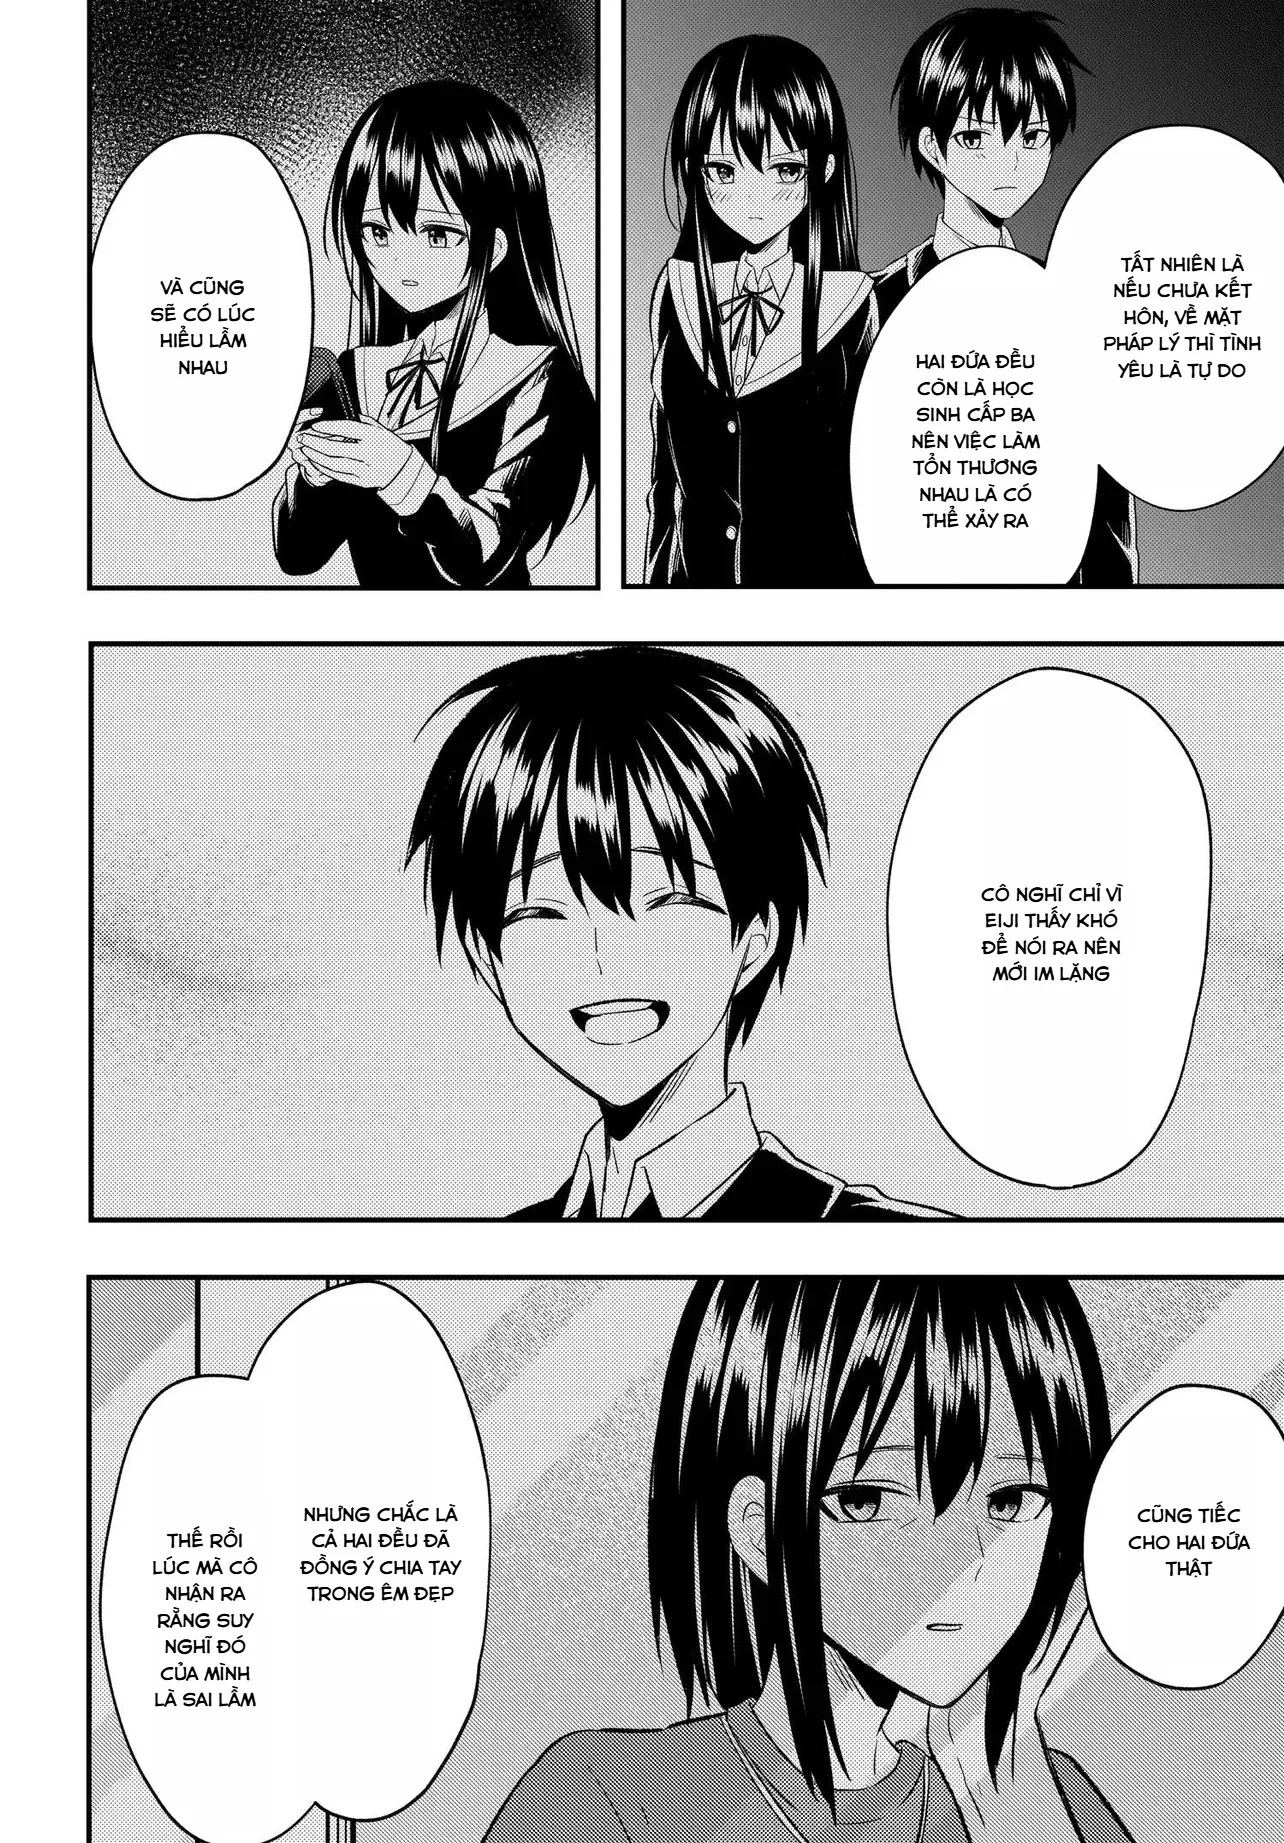 TẤT NHIÊN LÀ
NẾU CHƯA KẾT
HÔN, VỀ MẶT
PHÁP LÝ THÌ TÌNH
YÊU LÀ TỰ DO
HAI ĐỨA ĐỀU
CÒN LÀ HỌC
SINH CẤP BA
NÊN VIỆC LÀM
TỔN THƯƠNG
NHAU LÀ CÓ
THỂ XẢY RA
VÀ CŨNG
SẼ CÓ LÚC
HIỂU LẦM
NHAU
CÔ NGHĨ CHỈ VÌ
EIJI THẤY KHÓ
ĐỂ NÓI RA NÊN
MỚI IM LẶNG
CŨNG TIẾC
CHO HAI ĐỨA
THẬT
NHƯNG CHẮC LÀ
CẢ HAI ĐỀU ĐÃ
ĐỒNG Ý CHIA TAY
TRONG ÊM ĐẸP
THẾ RỒI
LÚC MÀ CÔ
NHẬN RA
RẰNG SUY
NGHĨ ĐÓ
CỦA MÌNH
LÀ SAI LẦM